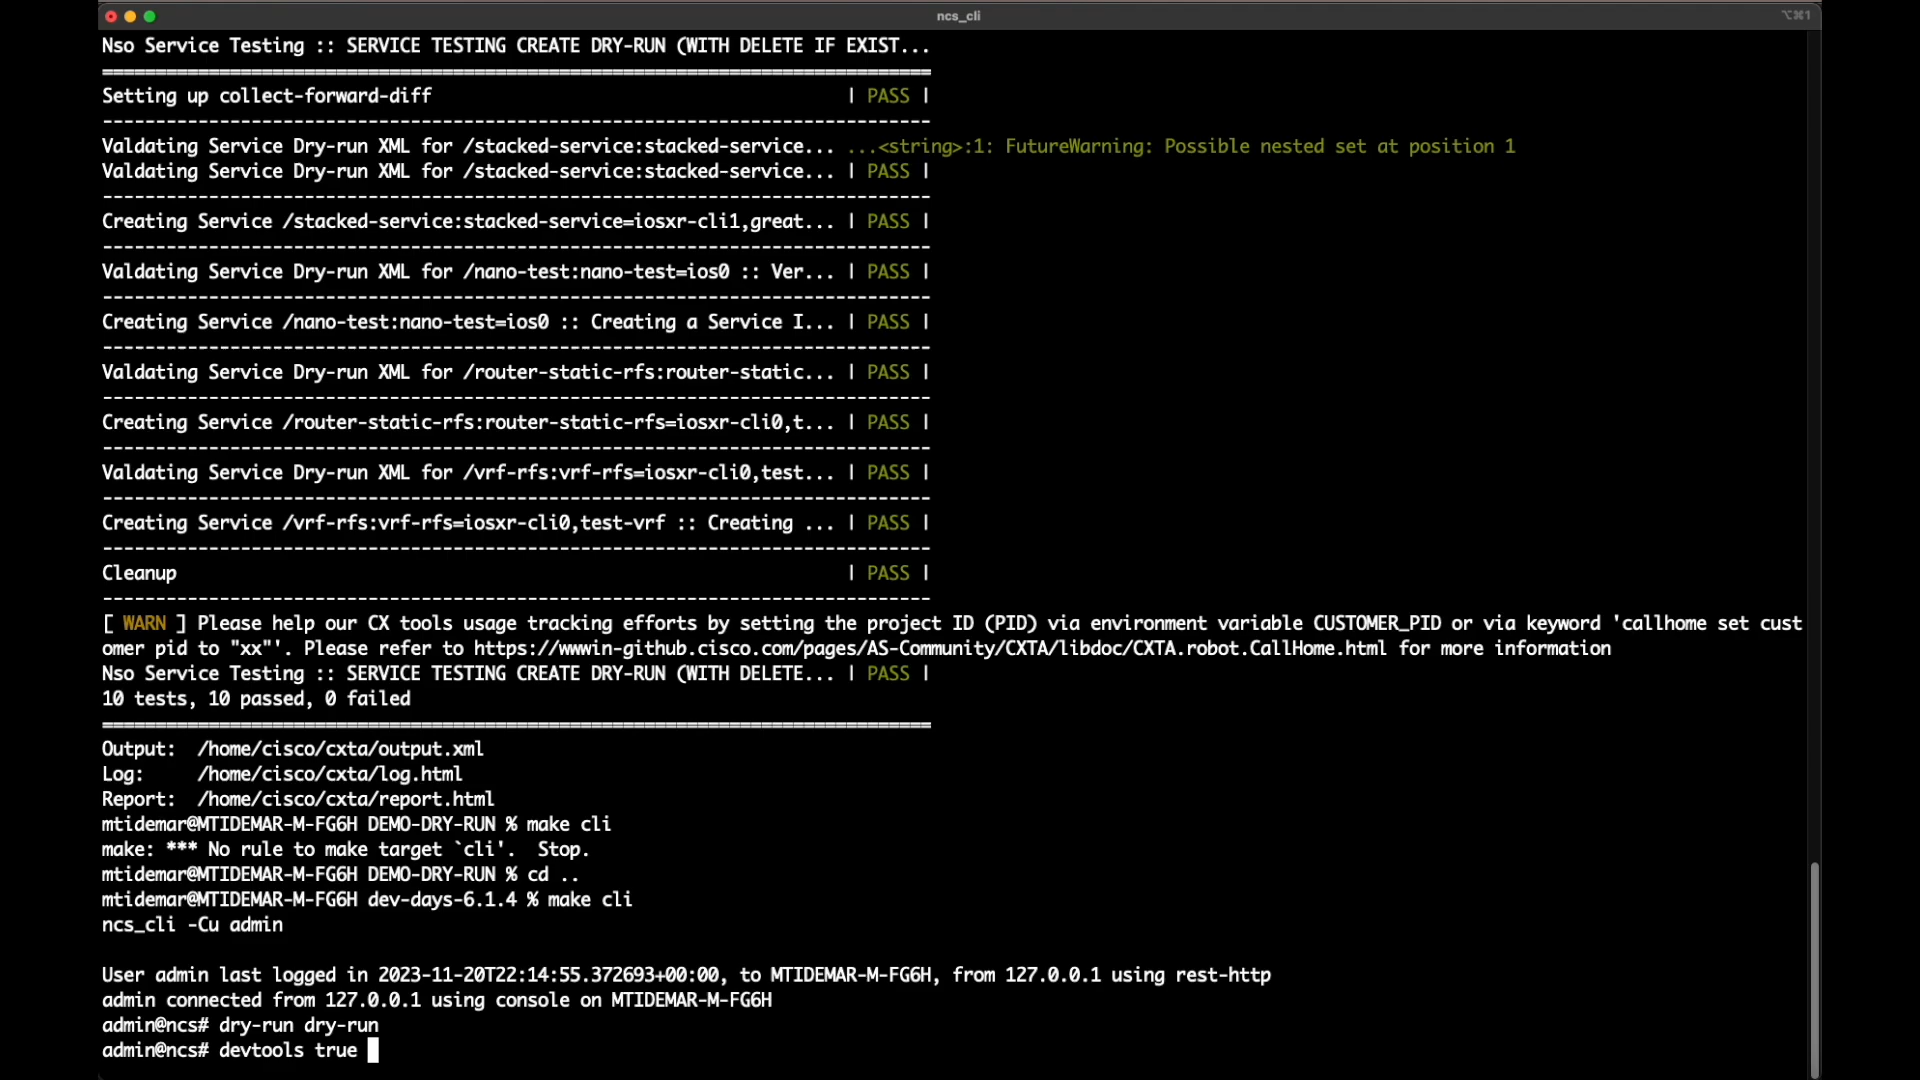 ncs_cli
⌥⌘1
Nso Service Testing :: SERVICE TESTING CREATE DRY-RUN (WITH DELETE IF EXIST...
==============================================================================
Setting up collect-forward-diff | PASS |
------------------------------------------------------------------------------
Valdating Service Dry-run XML for /stacked-service:stacked-service... ...<string>:1: FutureWarning: Possible nested set at position 1
Valdating Service Dry-run XML for /stacked-service:stacked-service... | PASS |
------------------------------------------------------------------------------
Creating Service /stacked-service:stacked-service=iosxr-cli1,great... | PASS |
------------------------------------------------------------------------------
Valdating Service Dry-run XML for /nano-test:nano-test=ios0 :: Ver... | PASS |
------------------------------------------------------------------------------
Creating Service /nano-test:nano-test=ios0 :: Creating a Service I... | PASS |
------------------------------------------------------------------------------
Valdating Service Dry-run XML for /router-static-rfs:router-static... | PASS |
------------------------------------------------------------------------------
Creating Service /router-static-rfs:router-static-rfs=iosxr-cli0,t... | PASS |
------------------------------------------------------------------------------
Valdating Service Dry-run XML for /vrf-rfs:vrf-rfs=iosxr-cli0,test... | PASS |
------------------------------------------------------------------------------
Creating Service /vrf-rfs:vrf-rfs=iosxr-cli0,test-vrf :: Creating ... | PASS |
------------------------------------------------------------------------------
Cleanup | PASS |
------------------------------------------------------------------------------
[ WARN ] Please help our CX tools usage tracking efforts by setting the project ID (PID) via environment variable CUSTOMER_PID or via keyword 'callhome set cust
omer pid to "xx"'. Please refer to https://wwwin-github.cisco.com/pages/AS-Community/CXTA/libdoc/CXTA.robot.CallHome.html for more information
Nso Service Testing :: SERVICE TESTING CREATE DRY-RUN (WITH DELETE... | PASS |
10 tests, 10 passed, 0 failed
==============================================================================
Output:  /home/cisco/cxta/output.xml
Log:     /home/cisco/cxta/log.html
Report:  /home/cisco/cxta/report.html
mtidemar@MTIDEMAR-M-FG6H DEMO-DRY-RUN % make cli
make: *** No rule to make target `cli'.  Stop.
mtidemar@MTIDEMAR-M-FG6H DEMO-DRY-RUN % cd ..
mtidemar@MTIDEMAR-M-FG6H dev-days-6.1.4 % make cli
ncs_cli -Cu admin
User admin last logged in 2023-11-20T22:14:55.372693+00:00, to MTIDEMAR-M-FG6H, from 127.0.0.1 using rest-http
admin connected from 127.0.0.1 using console on MTIDEMAR-M-FG6H
admin@ncs# dry-run dry-run
admin@ncs# devtools true